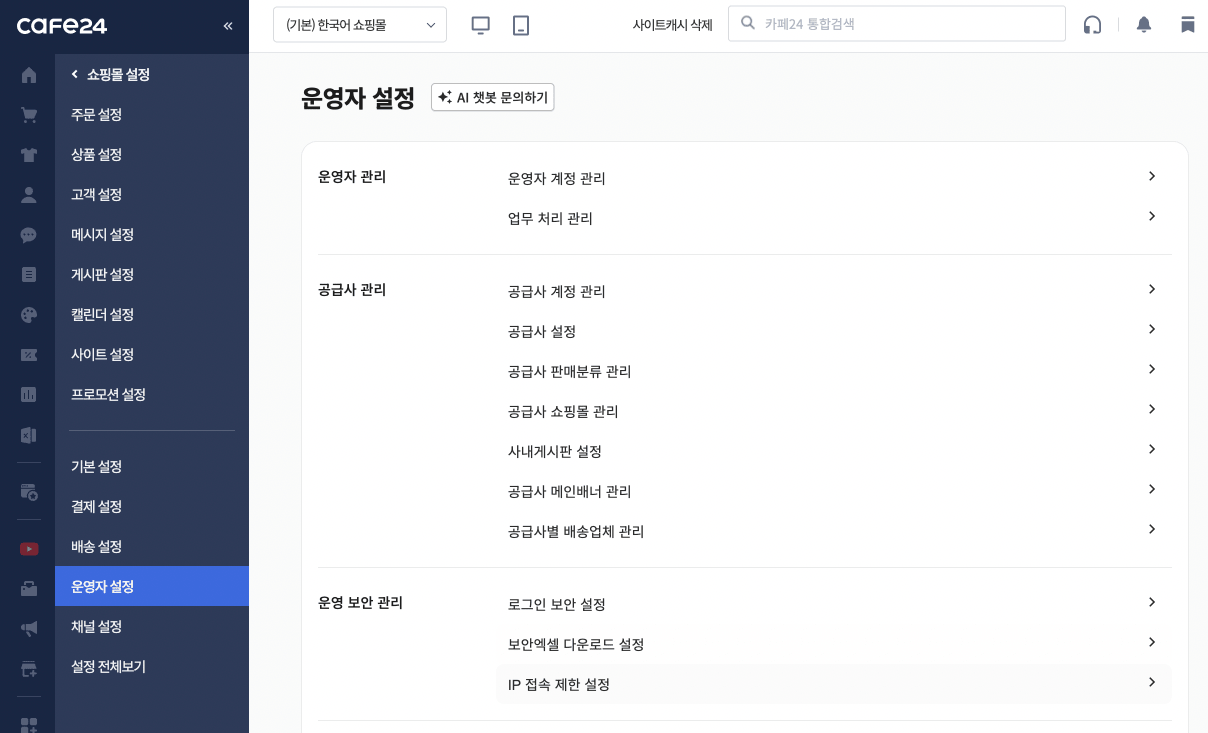 cafe24
«
(기본) 한국어 쇼핑몰
사이트캐시 삭제
카페24 통합검색
쇼핑몰 설정
주문 설정
상품 설정
고객 설정
메시지 설정
게시판 설정
캘린더 설정
사이트 설정
프로모션 설정
기본 설정
결제 설정
배송 설정
운영자 설정
채널 설정
설정 전체보기
운영자 설정
AI 챗봇 문의하기
운영자 관리
운영자 계정 관리
업무 처리 관리
공급사 관리
공급사 계정 관리
공급사 설정
공급사 판매분류 관리
공급사 쇼핑몰 관리
사내게시판 설정
공급사 메인배너 관리
공급사별 배송업체 관리
운영 보안 관리
로그인 보안 설정
보안엑셀 다운로드 설정
IP 접속 제한 설정